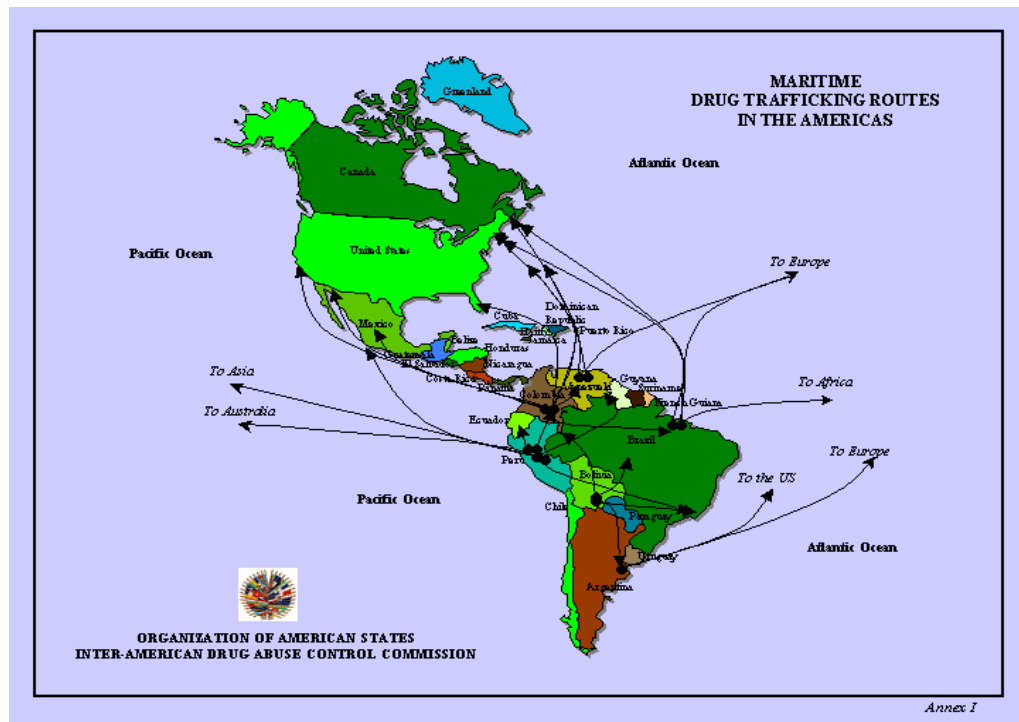 Greenland
MARITIME
DRUG TRAFFICKING ROUTES
IN THE AMERICAS
Atlantic Ocean
Canada
Pacific Ocean
United States
To Europe
Dominican
Republic
Cuba
Puerto Rico
Haiti
Jamaica
Mexico
Belize
Guatemala
Honduras
El Salvador
Nicaragua
Costa Rica
Panama
To Asia
Guyana
Suriname
French Guiana
To Africa
Colombia
To Australia
Ecuador
Brasil
To Europe
Peru
Bolivia
To the US
Pacific Ocean
Chile
Paraguay
Atlantic Ocean
Uruguay
Argentina
ORGANIZATION OF AMERICAN STATES
INTER-AMERICAN DRUG ABUSE CONTROL COMMISSION
Annex I